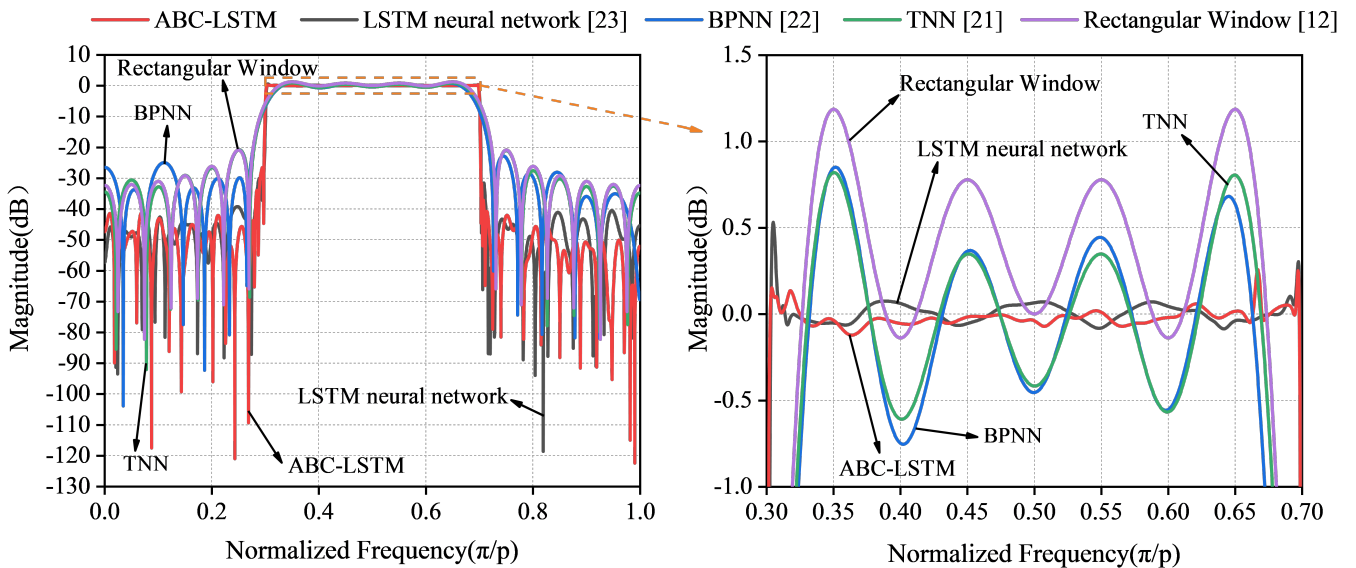 ABC-LSTM LSTM neural network [23] BPNN [22] TNN [21] Rectangular Window [12]
10
0
-10
-20
-30
-40
-50
-60
-70
-80
-90
-100
-110
-120
-130
Magnitude(dB)
Rectangular Window
BPNN
LSTM neural network
TNN
ABC-LSTM
0.0 0.2 0.4 0.6 0.8 1.0
Normalized Frequency(π/p)
1.5
1.0
0.5
0.0
-0.5
-1.0
Magnitude(dB)
Rectangular Window
TNN
LSTM neural network
BPNN
ABC-LSTM
0.30 0.35 0.40 0.45 0.50 0.55 0.60 0.65 0.70
Normalized Frequency(π/p)